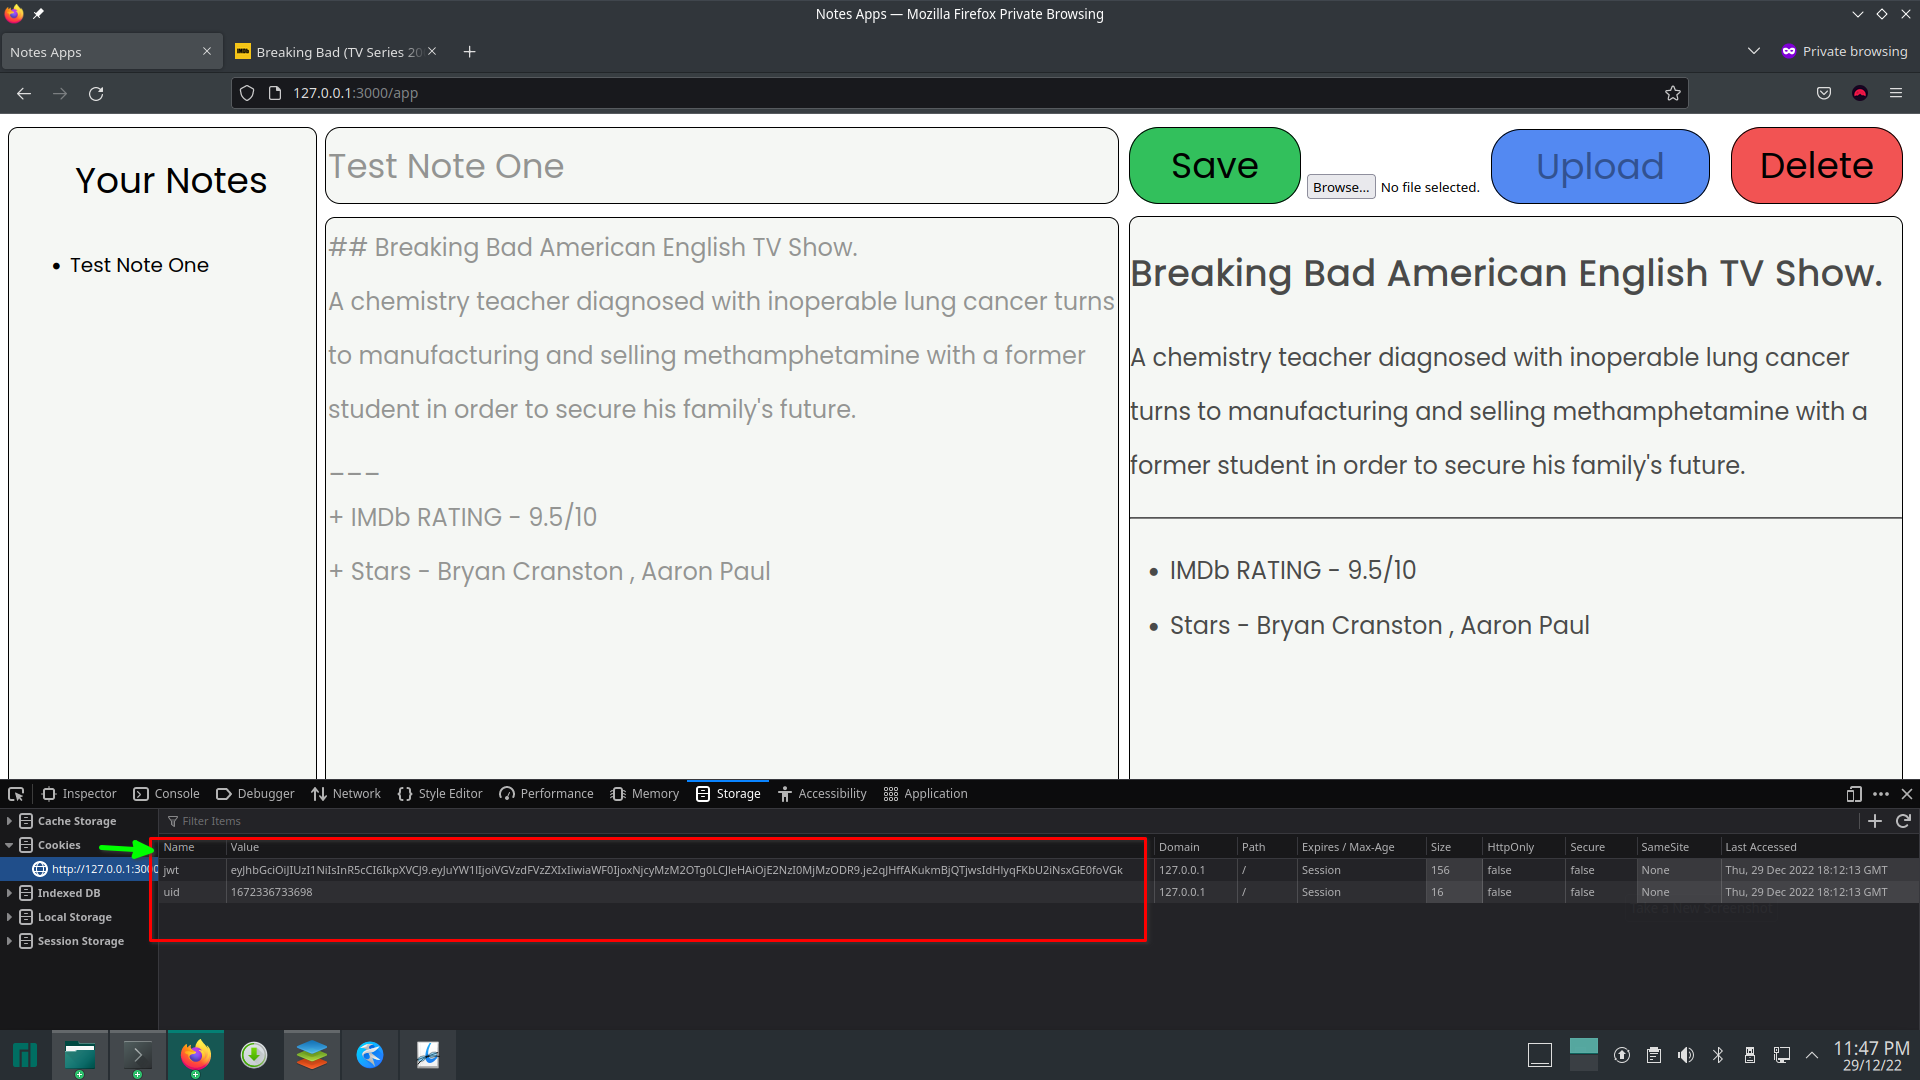 Notes Apps — Mozilla Firefox Private Browsing
Notes Apps
Breaking Bad (TV Series 20
Private browsing
127.0.0.1:3000/app
Your Notes
Test Note One
Test Note One
Save
Browse...
No file selected.
Upload
Delete
## Breaking Bad American English TV Show.
A chemistry teacher diagnosed with inoperable lung cancer turns
to manufacturing and selling methamphetamine with a former
student in order to secure his family's future.
---
+ IMDb RATING - 9.5/10
+ Stars - Bryan Cranston , Aaron Paul
Breaking Bad American English TV Show.
A chemistry teacher diagnosed with inoperable lung cancer
turns to manufacturing and selling methamphetamine with a
former student in order to secure his family's future.
IMDb RATING - 9.5/10
Stars - Bryan Cranston , Aaron Paul
Inspector Console Debugger Network Style Editor Performance Memory Storage Accessibility Application
Cache Storage
Cookies
http://127.0.0.1:3000
Indexed DB
Local Storage
Session Storage
Filter Items
Name Value Domain Path Expires / Max-Age Size HttpOnly Secure SameSite Last Accessed
jwt 127.0.0.1 / Session 156 false false None Thu, 29 Dec 2022 18:12:13 GMT
uid 1672336733698 127.0.0.1 / Session 16 false false None Thu, 29 Dec 2022 18:12:13 GMT
Take a New Screenshot
11:47 PM
29/12/22